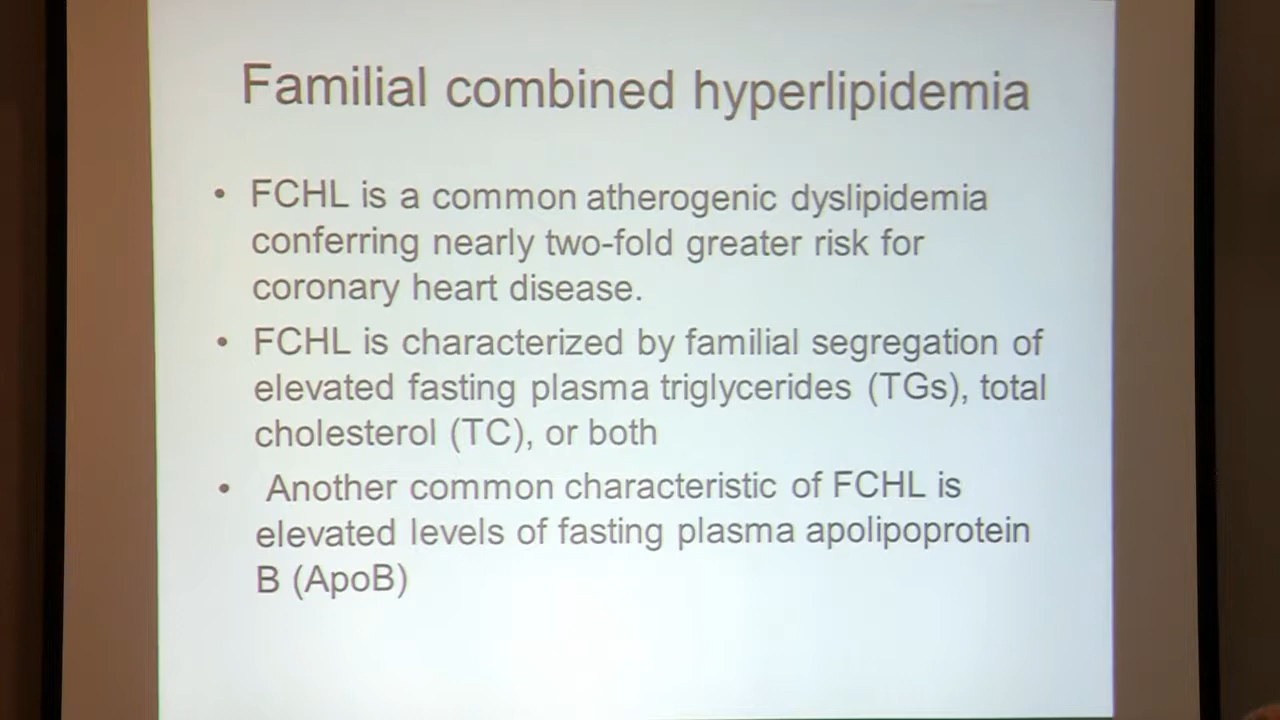 Familial combined hyperlipidemia
• FCHL is a common atherogenic dyslipidemia
conferring nearly two-fold greater risk for
coronary heart disease.
• FCHL is characterized by familial segregation of
elevated fasting plasma triglycerides (TGs), total
cholesterol (TC), or both
• Another common characteristic of FCHL is
elevated levels of fasting plasma apolipoprotein
B (ApoB)